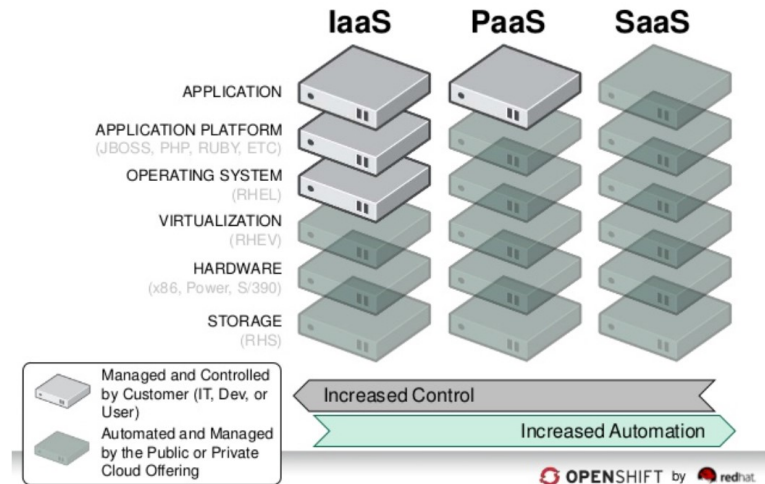 IaaS PaaS SaaS
APPLICATION
APPLICATION PLATFORM
(JBOSS, PHP, RUBY, ETC)
OPERATING SYSTEM
(RHEL)
VIRTUALIZATION
(RHEV)
HARDWARE
(x86, Power, S/390)
STORAGE
(RHS)
Managed and Controlled
by Customer (IT, Dev, or
User)
Automated and Managed
by the Public or Private
Cloud Offering
Increased Control
Increased Automation
OPENSHIFT by redhat